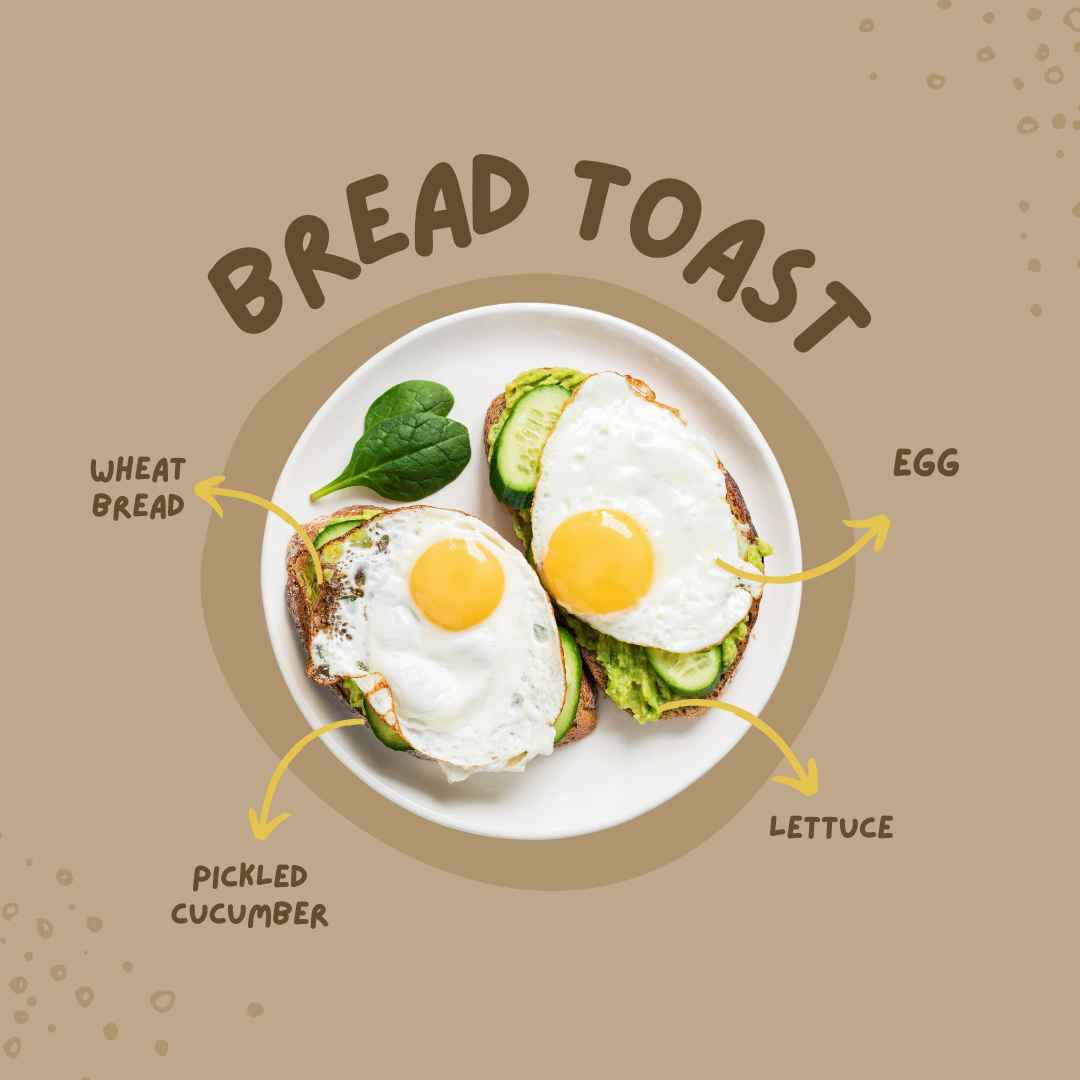 BREAD TOAST
WHEAT
BREAD
EGG
LETTUCE
PICKLED
CUCUMBER